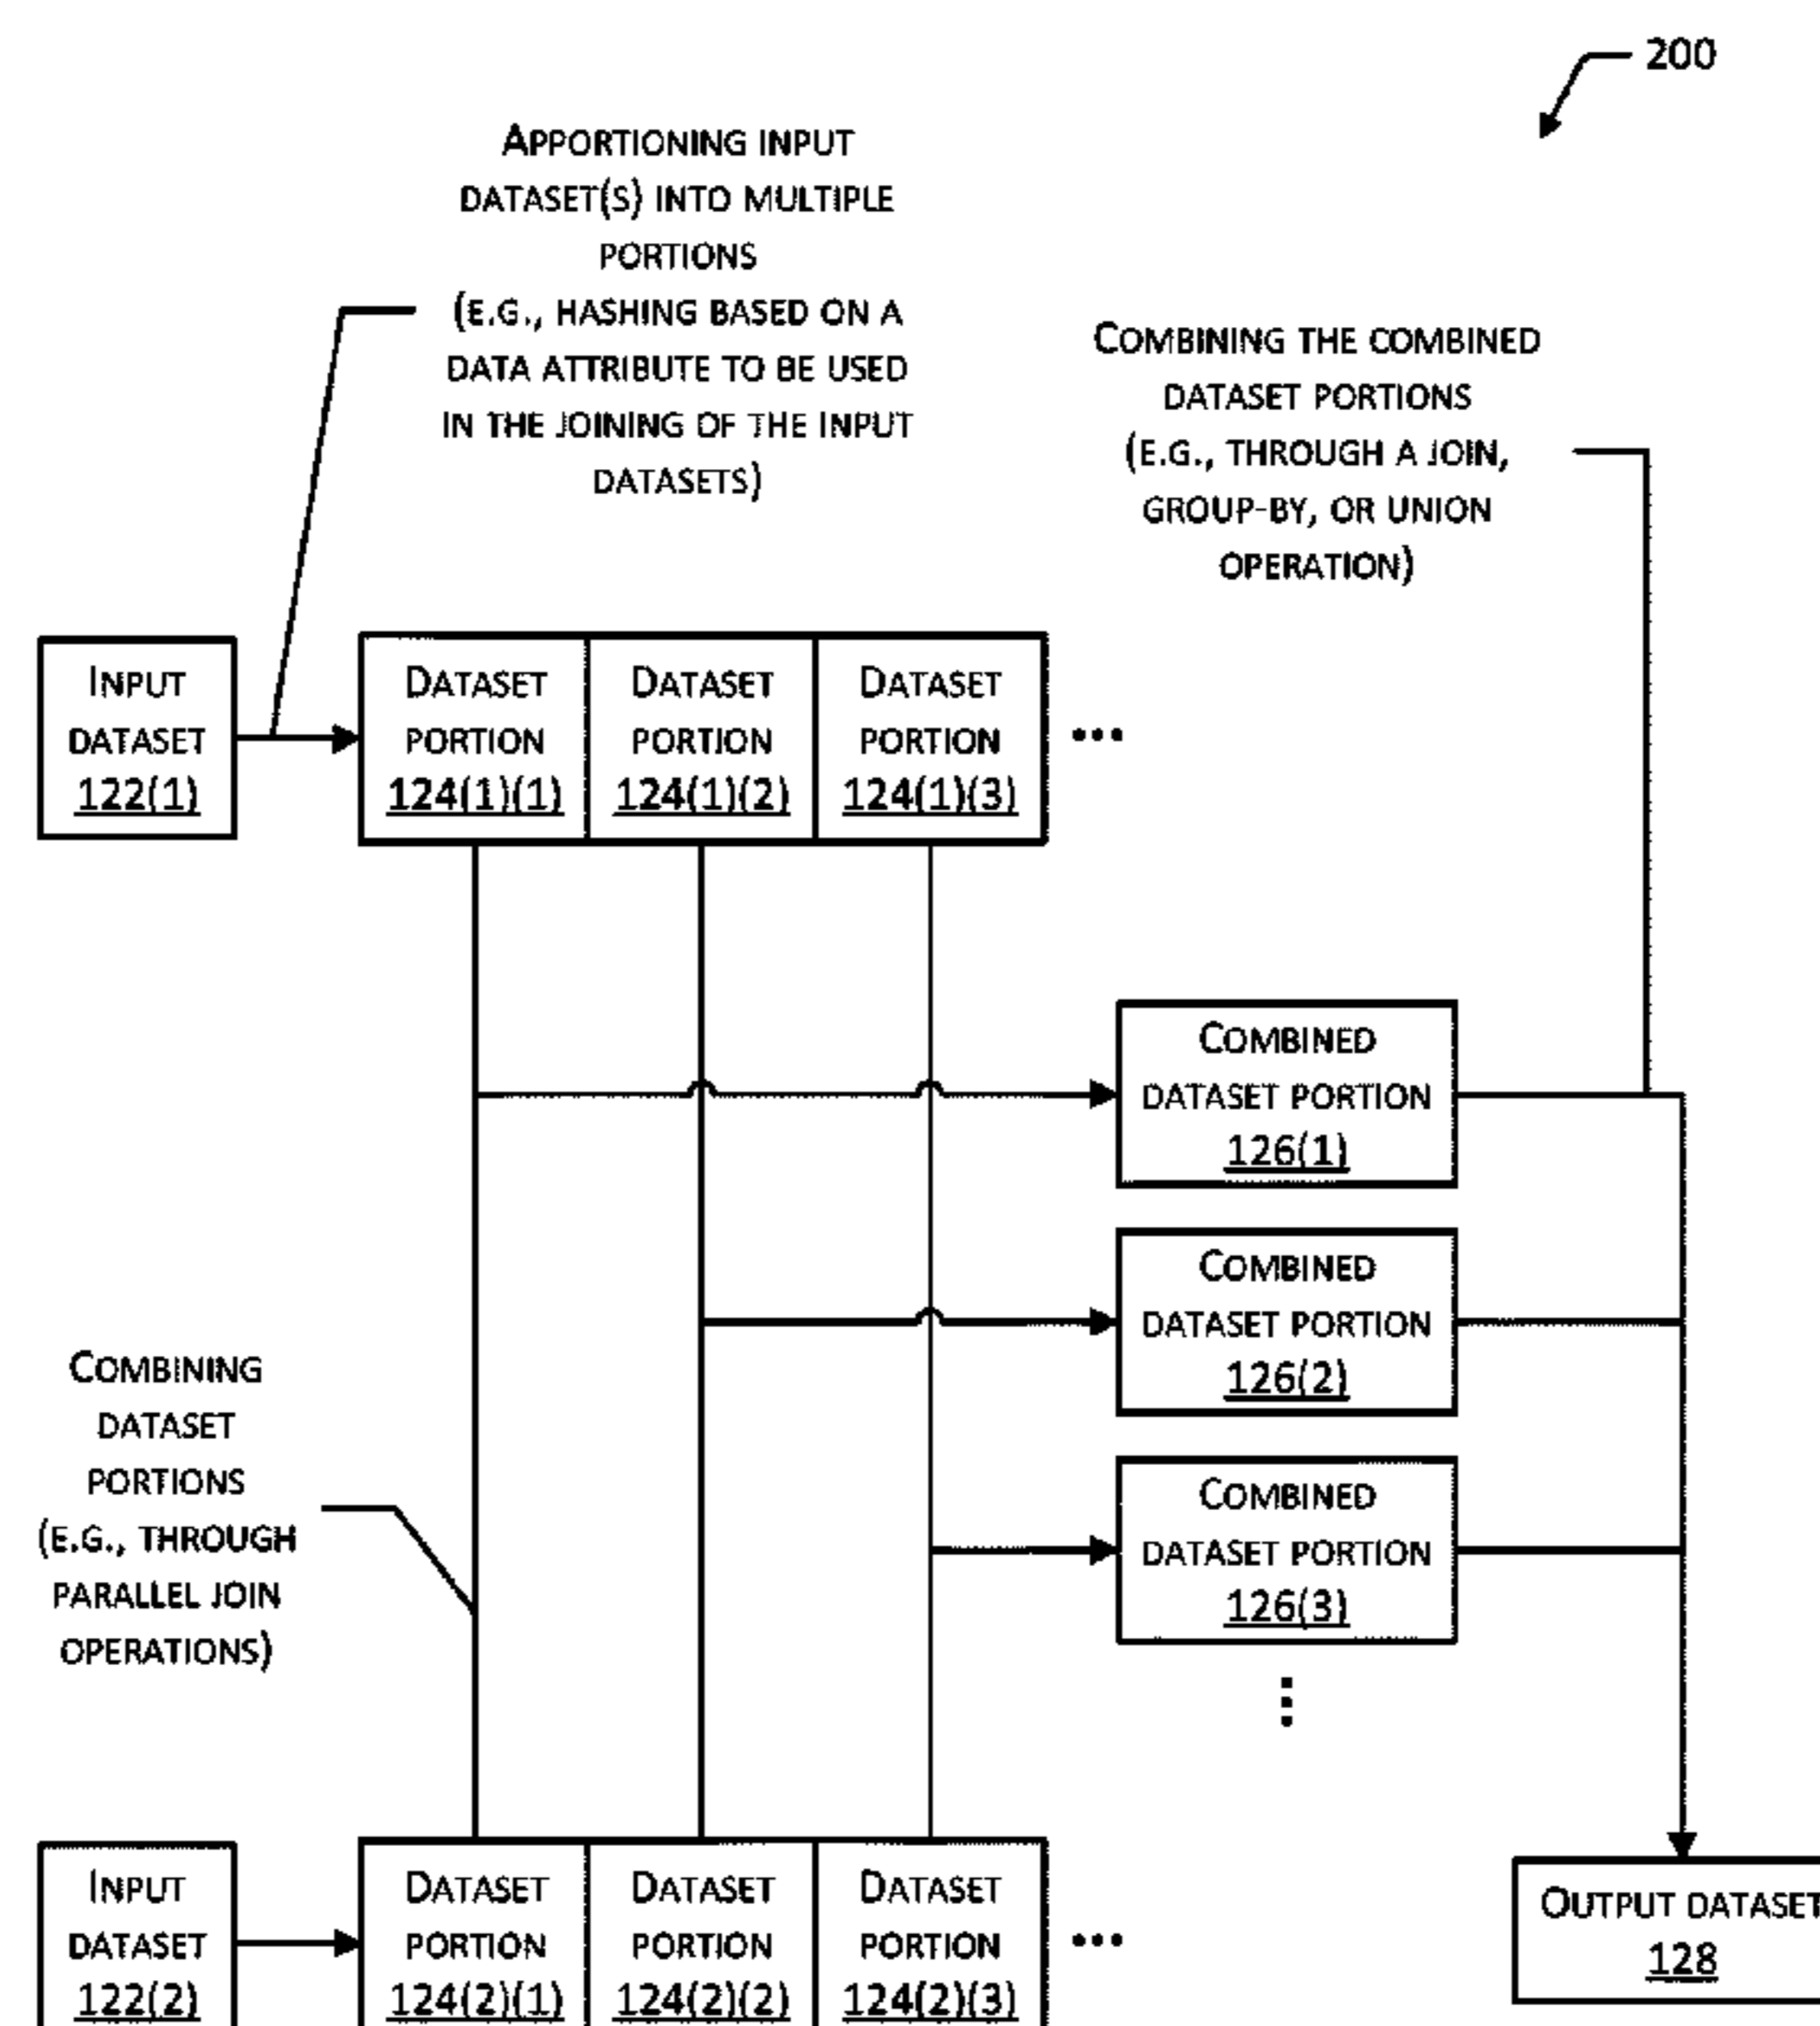 200
APPORTIONING INPUT
DATASET(S) INTO MULTIPLE
PORTIONS
(E.G., HASHING BASED ON A
DATA ATTRIBUTE TO BE USED
IN THE JOINING OF THE INPUT
DATASETS)
COMBINING THE COMBINED
DATASET PORTIONS
(E.G., THROUGH A JOIN,
GROUP-BY, OR UNION
OPERATION)
INPUT
DATASET
122(1)
DATASET
PORTION
124(1)(1)
DATASET
PORTION
124(1)(2)
DATASET
PORTION
124(1)(3)
...
COMBINED
DATASET PORTION
126(1)
COMBINED
DATASET PORTION
126(2)
COMBINED
DATASET PORTION
126(3)
...
COMBINING
DATASET
PORTIONS
(E.G., THROUGH
PARALLEL JOIN
OPERATIONS)
INPUT
DATASET
122(2)
DATASET
PORTION
124(2)(1)
DATASET
PORTION
124(2)(2)
DATASET
PORTION
124(2)(3)
...
OUTPUT DATASET
128